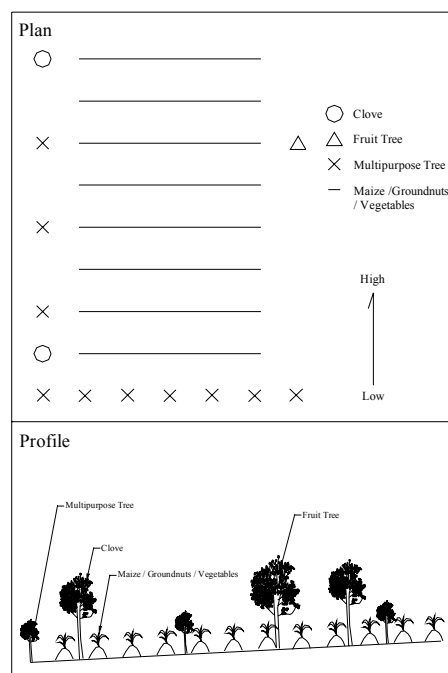 Plan
Clove
Fruit Tree
Multipurpose Tree
Maize /Groundnuts
/ Vegetables
High
Low
Profile
Multipurpose Tree
Fruit Tree
Clove
Maize / Groundnuts / Vegetables